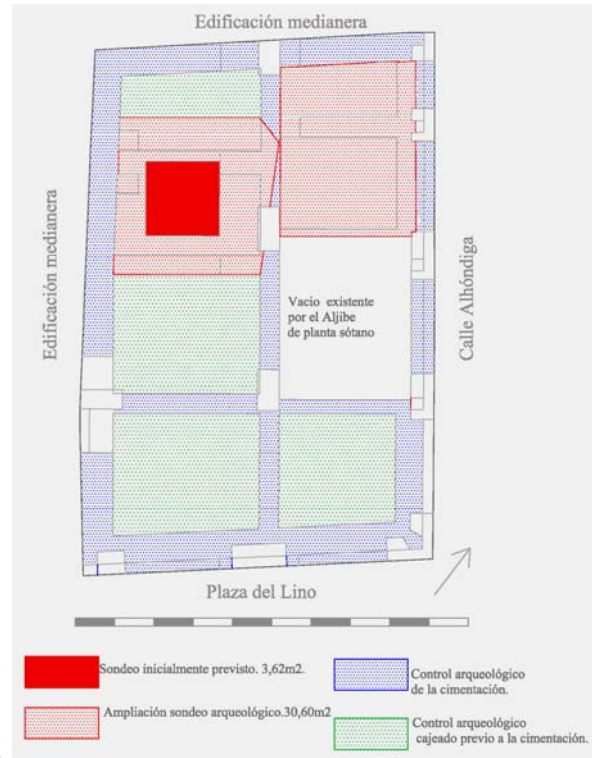 Edificación medianera
Edificación medianera
Vacio existente
por el Aljibe
de planta sótano
Calle Alhóndiga
Plaza del Lino
Sondeo inicialmente previsto. 3,62m2.
Ampliación sondeo arqueológico.30,60m2
Control arqueológico
de la cimentación.
Control arqueológico
cajeado previo a la cimentación.